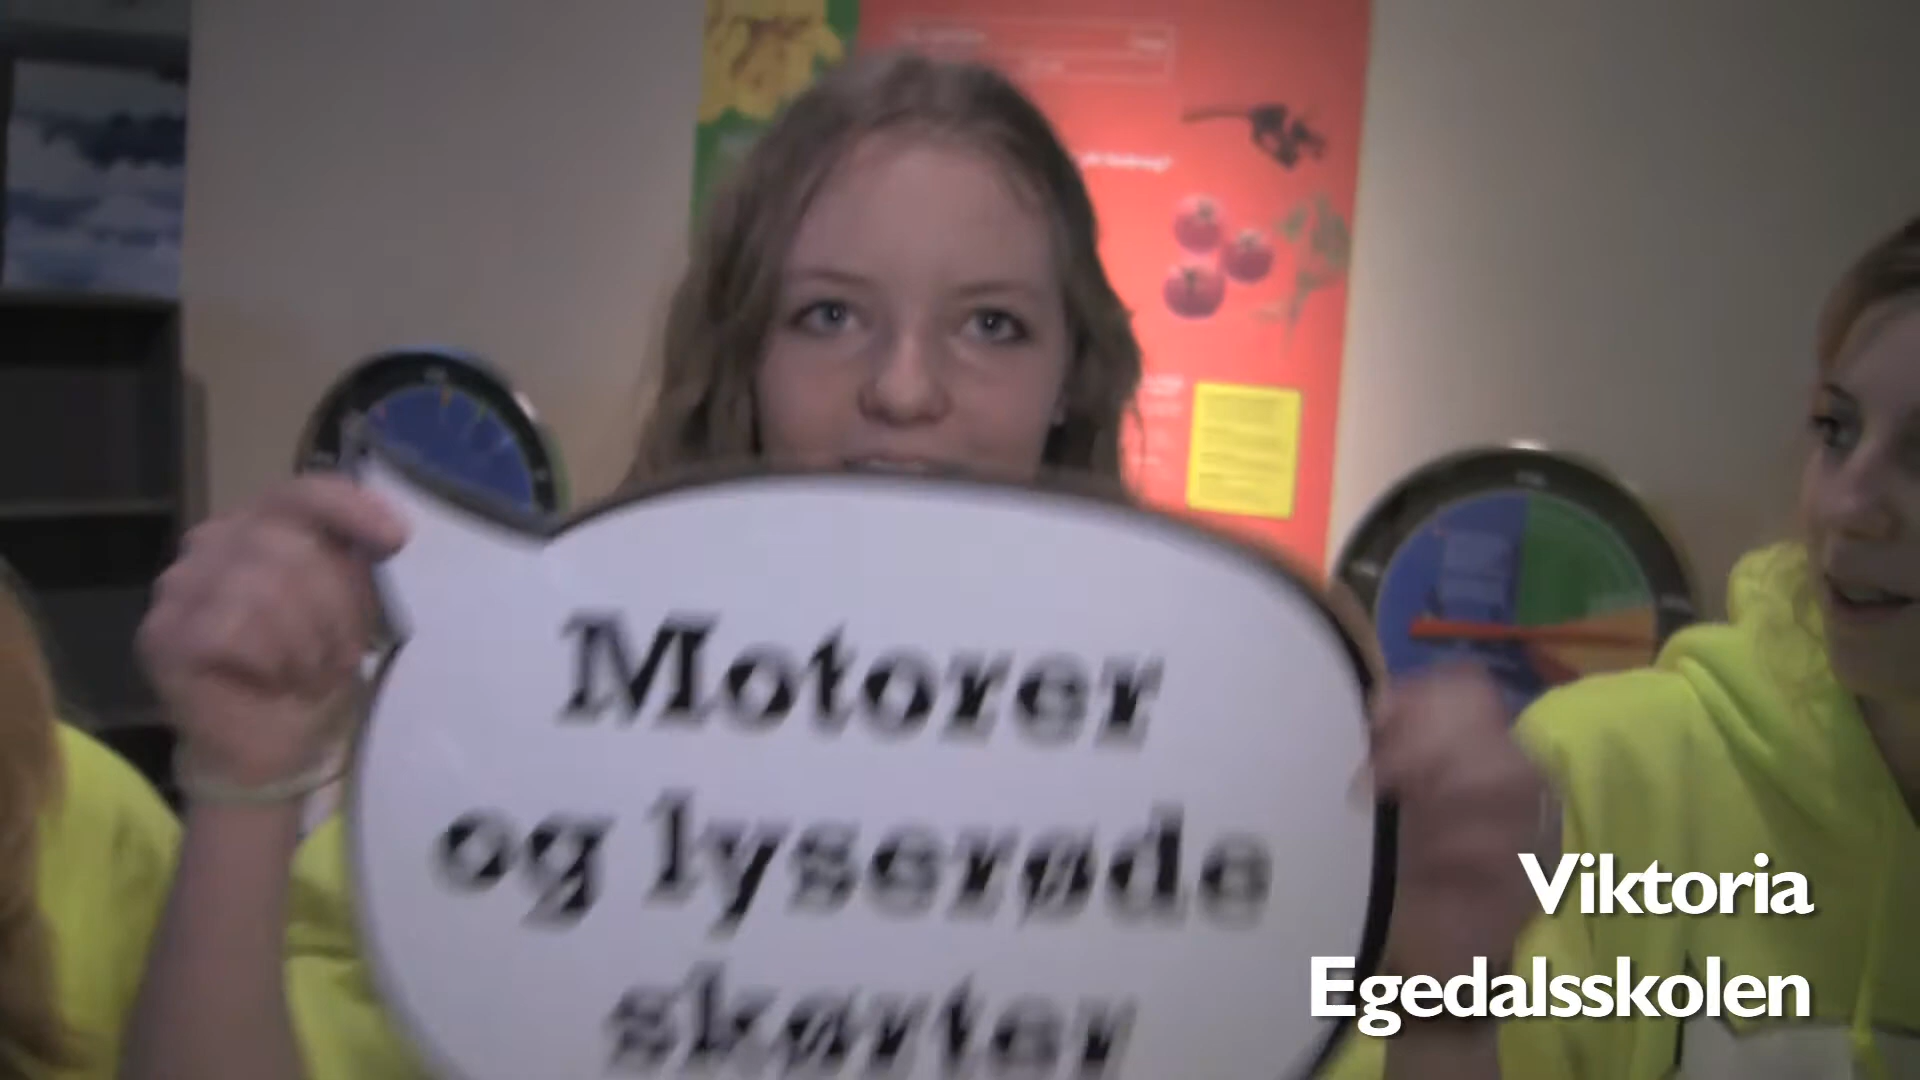 Motorer
og lyserøde
skørter
Viktoria
Egedalsskolen